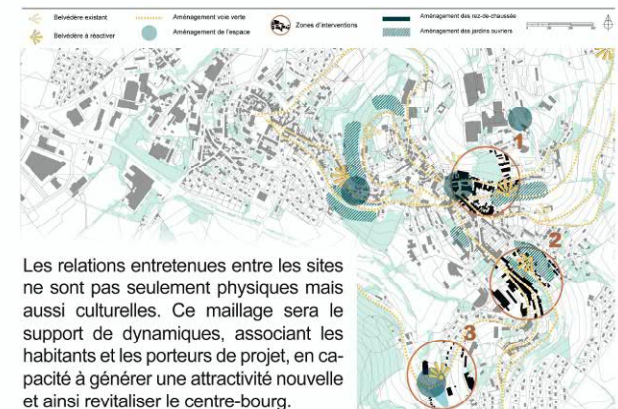 Belvédère existant
Aménagement voie verte
Zones d'interventions
Aménagement des rez-de-chaussée
Belvédère à réactiver
Aménagement de l'espace
Aménagement des jardins ouvriers
1
2
3
Les relations entretenues entre les sites
ne sont pas seulement physiques mais
aussi culturelles. Ce maillage sera le
support de dynamiques, associant les
habitants et les porteurs de projet, en ca-
pacité à générer une attractivité nouvelle
et ainsi revitaliser le centre-bourg.